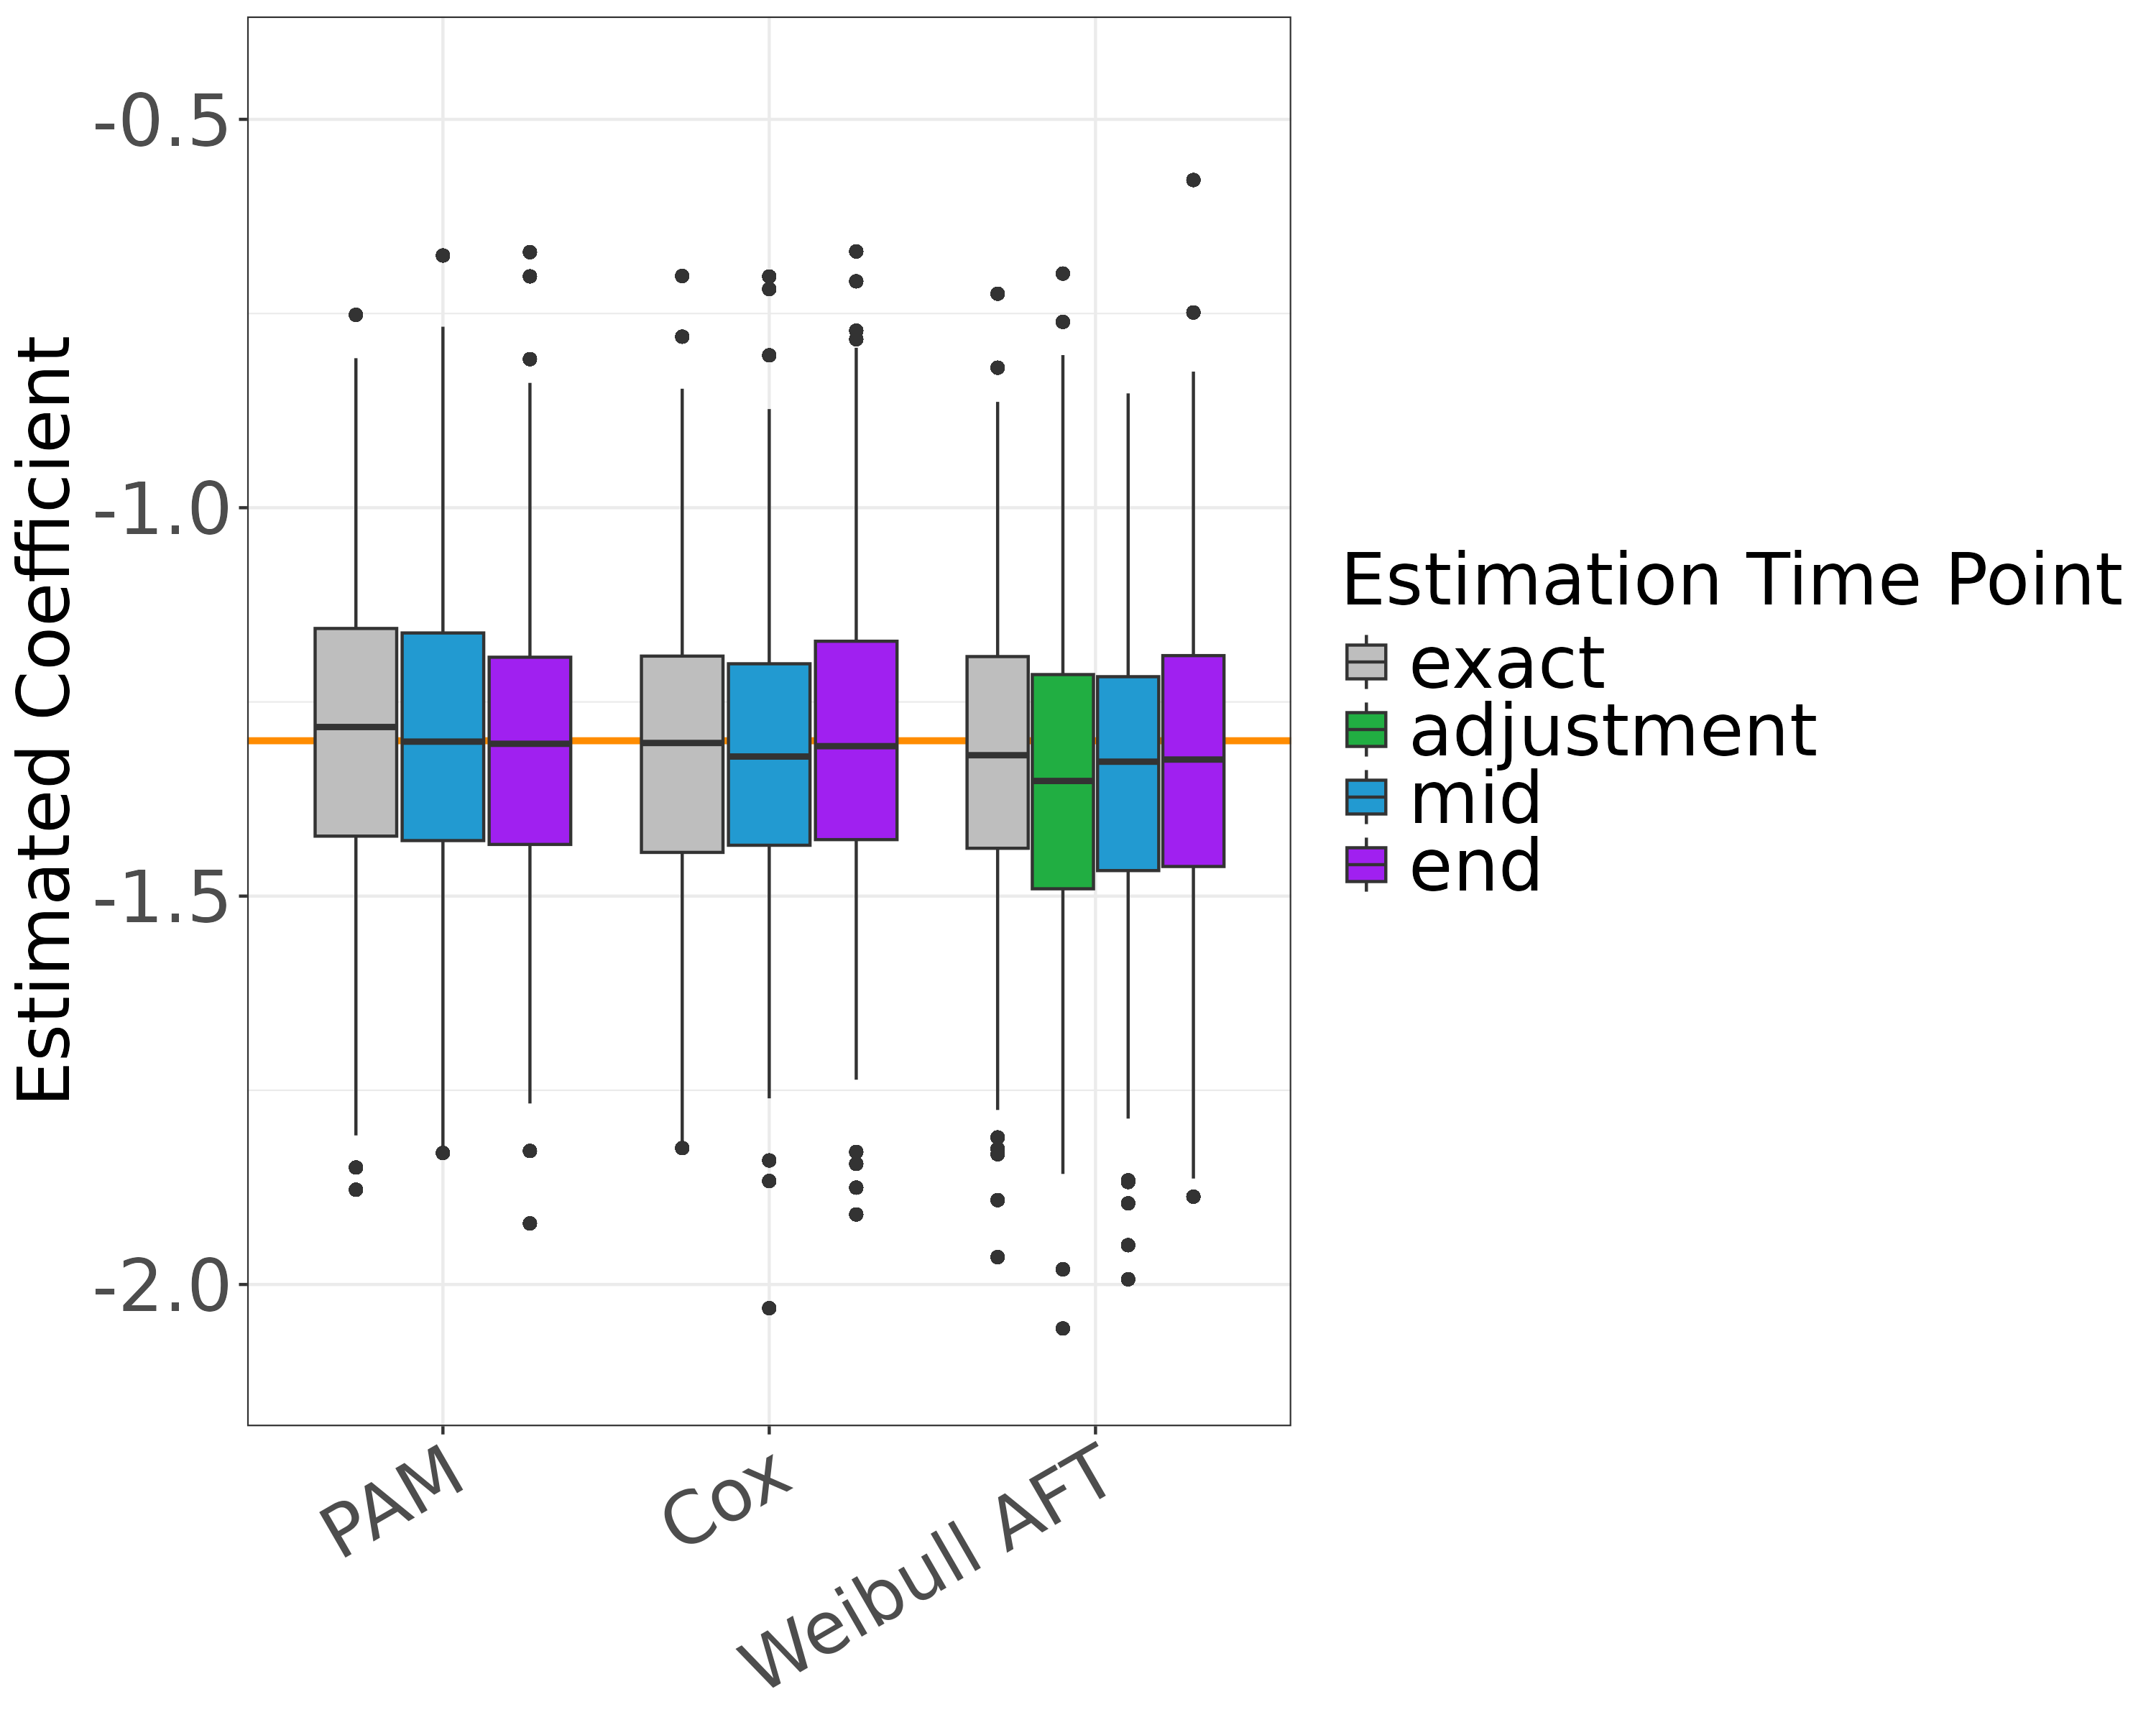 Estimated Coefficient
-0.5
-1.0
-1.5
-2.0
PAM
Cox
Weibull AFT
Estimation Time Point
exact
adjustment
mid
end